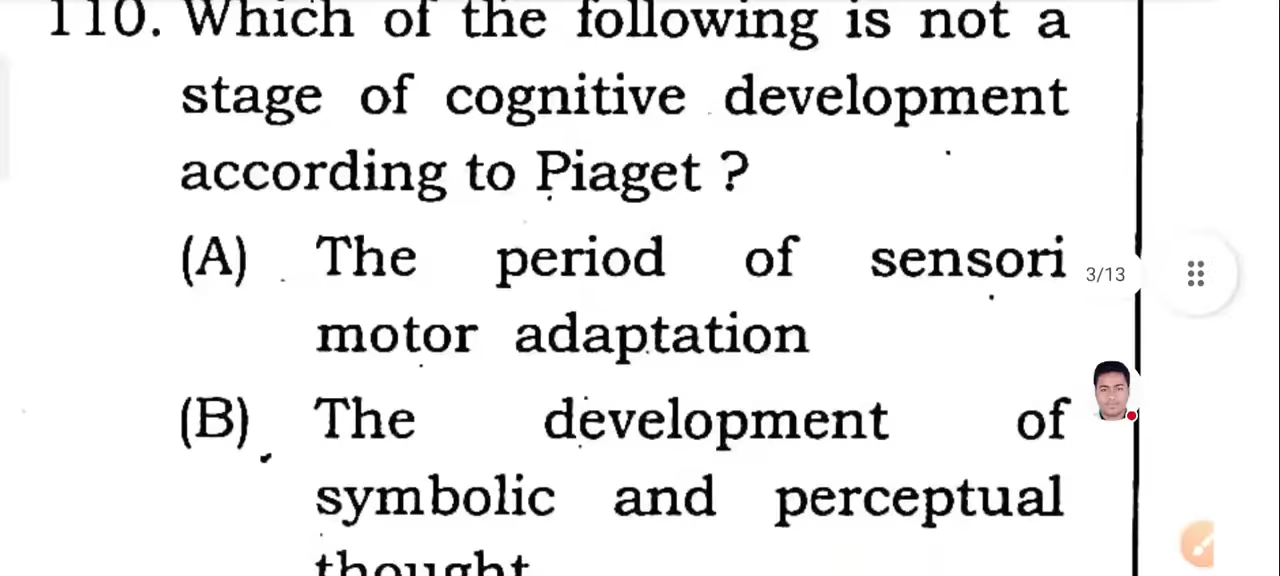 110. Which of the following is not a
stage of cognitive development
according to Piaget ?
(A) The period of sensori
motor adaptation
(B) The development of
symbolic and perceptual
thought
3/13